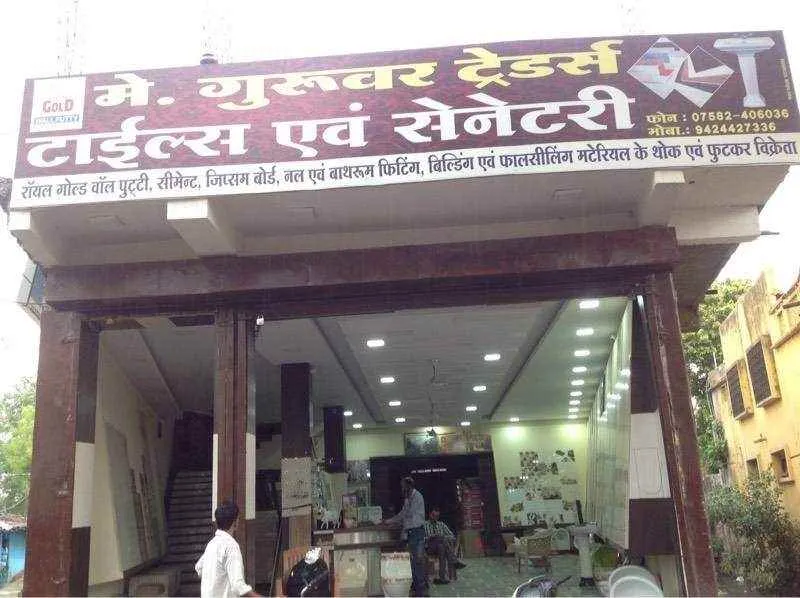 मे. गुरूवर ट्रेडर्स
GOLD
WALL PUTTY
टाईल्स एवं सेनेटरी
फोन : 07582-406036
मोबा.: 9424427336
रॉयल गोल्ड वॉल पुट्टी, सीमेन्ट, जिप्सम बोर्ड, नल एवं बाथरूम फिटिंग, बिल्डिंग एवं फालसीलिंग मटेरियल के थोक एवं फुटकर विक्रेता